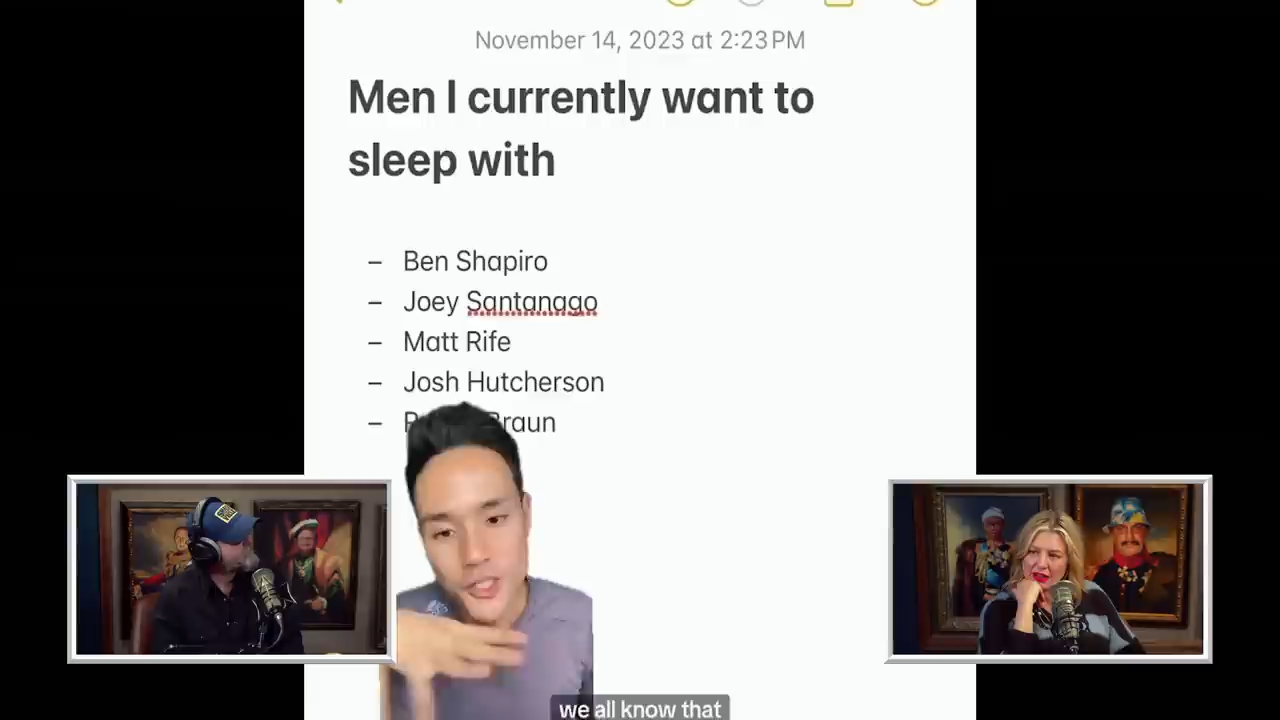 November 14, 2023 at 2:23 PM
Men I currently want to
sleep with
– Ben Shapiro
– Joey Santanago
– Matt Rife
– Josh Hutcherson
– Braun
we all know that